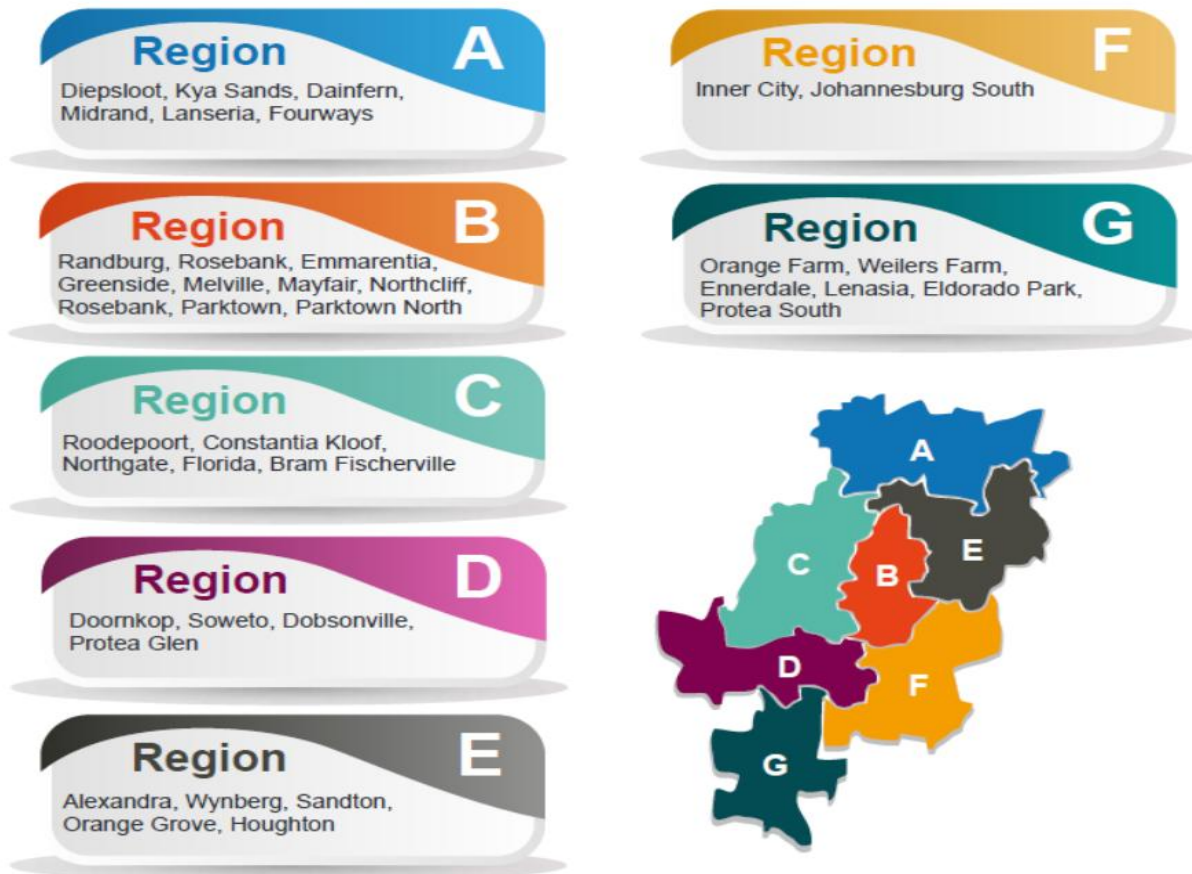 Region A
Diepsloot, Kya Sands, Dainfern,
Midrand, Lanseria, Fourways
Region B
Randburg, Rosebank, Emmarentia,
Greenside, Melville, Mayfair, Northcliff,
Rosebank, Parktown, Parktown North
Region C
Roodepoort, Constantia Kloof,
Northgate, Florida, Bram Fischerville
Region D
Doornkop, Soweto, Dobsonville,
Protea Glen
Region E
Alexandra, Wynberg, Sandton,
Orange Grove, Houghton
Region F
Inner City, Johannesburg South
Region G
Orange Farm, Weilers Farm,
Ennerdale, Lenasia, Eldorado Park,
Protea South
A
E
C
B
D
F
G